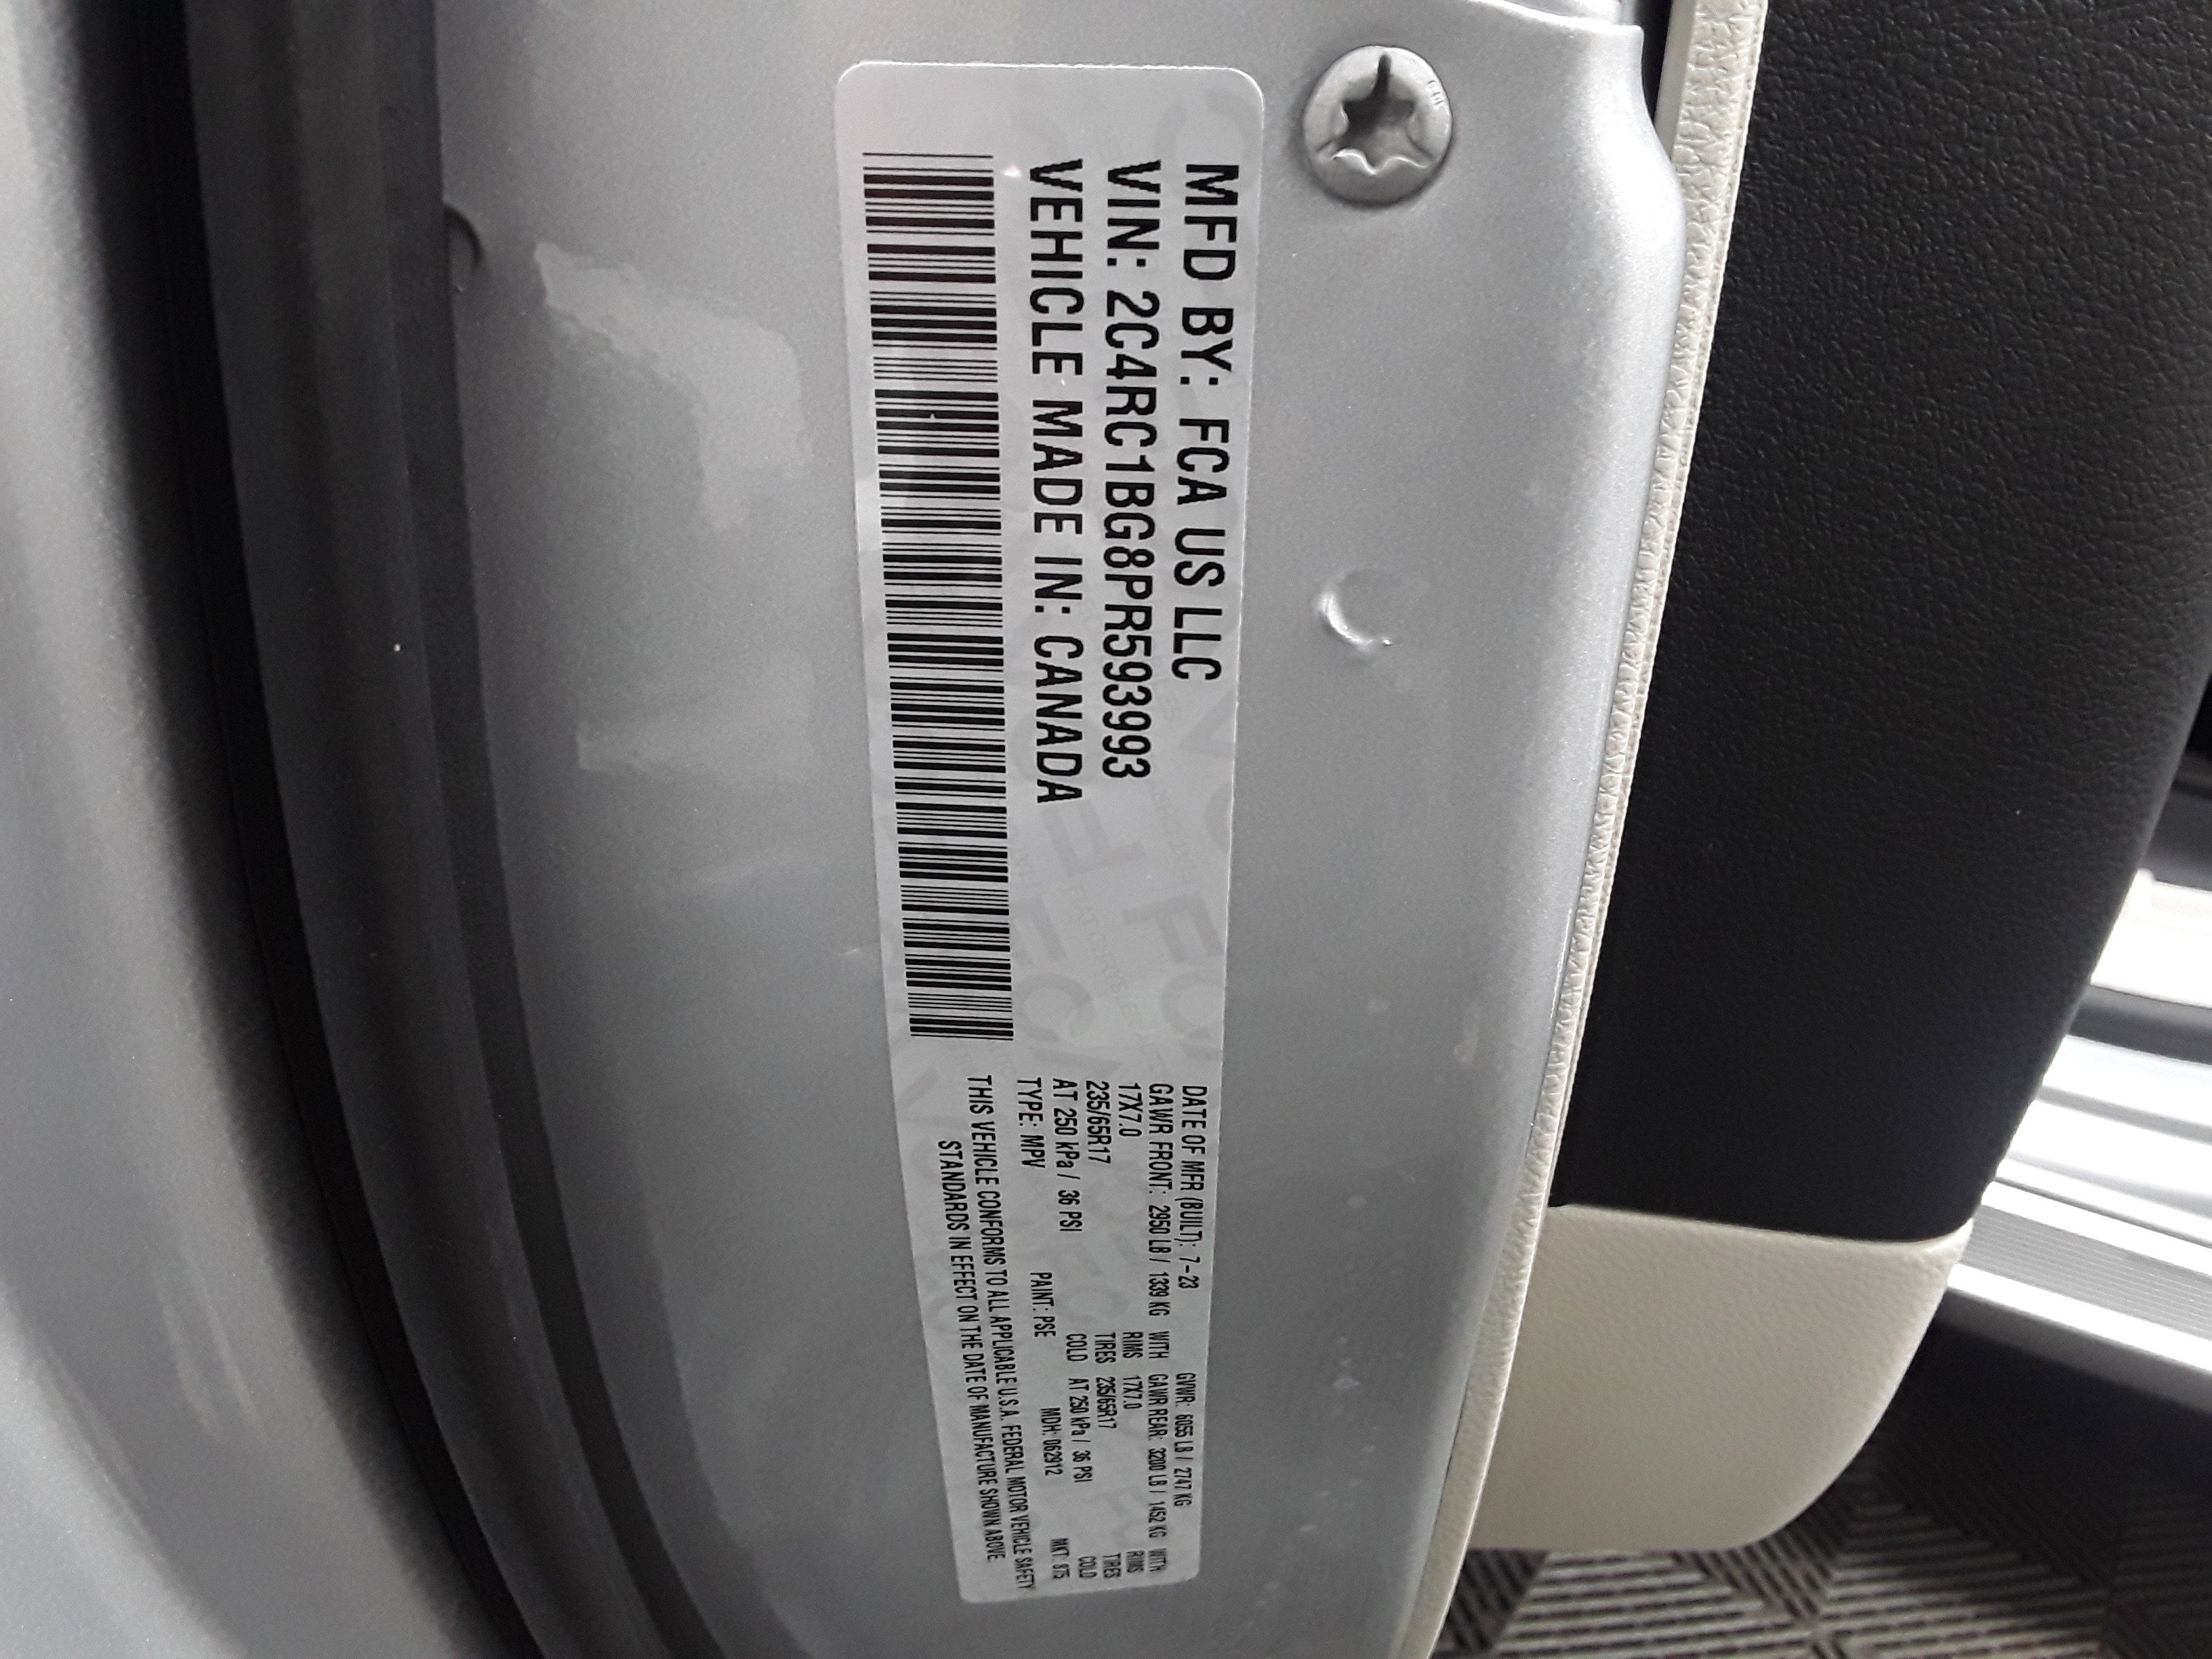 MFD BY: FCA US LLC
VIN: 2C4RC1BG8PR593993
VEHICLE MADE IN: CANADA
DATE OF MFR (BUILT): 7-23 GVWR: 6055 LB / 2747 KG
GAWR FRONT: 2950 LB / 1339 KG WITH GAWR REAR: 3200 LB / 1452 KG WITH
17X7.0 RIMS 17X7.0 RIMS
235/65R17 TIRES 235/65R17 TIRES
AT 250 kPa / 36 PSI COLD AT 250 kPa / 36 PSI COLD
TYPE: MPV PAINT: PSE MDH: 062912 MKT: 875
THIS VEHICLE CONFORMS TO ALL APPLICABLE U.S.A. FEDERAL MOTOR VEHICLE SAFETY
STANDARDS IN EFFECT ON THE DATE OF MANUFACTURE SHOWN ABOVE